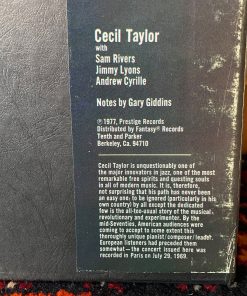 Cecil Taylor
with
Sam Rivers
Jimmy Lyons
Andrew Cyrille
Notes by Gary Giddins
℗1977, Prestige Records
Distributed by Fantasy® Records
Tenth and Parker
Berkeley, Ca. 94710
Cecil Taylor is unquestionably one of the
major innovators in jazz, one of the most
remarkable free spirits and questing souls
in all of modern music. It is, therefore,
not surprising that his path has never been
an easy one: to be ignored (particularly in his
own country) by all except the dedicated
few is the all-too-usual story of the musical
revolutionary and experimenter. By the
mid-Seventies, American audiences were
coming to accept to some extent this
thoroughly unique pianist/composer/leader.
European listeners had preceded them
somewhat—the concert issued here was
recorded in Paris on July 29, 1969.